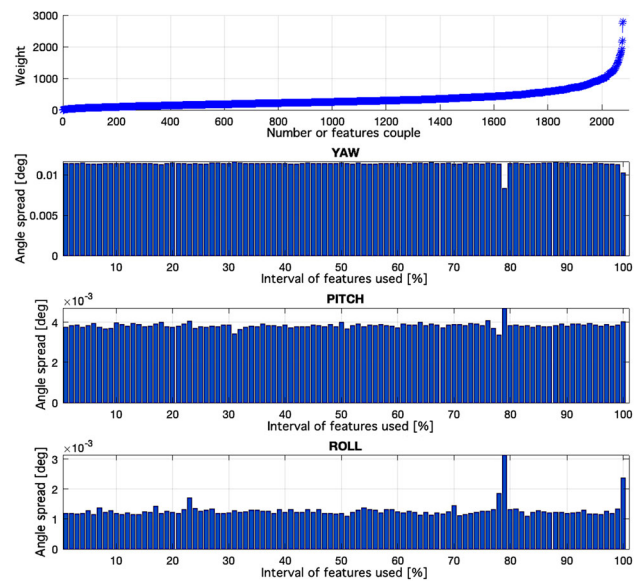 3000
2000
1000
0
Weight
0 200 400 600 800 1000 1200 1400 1600 1800 2000
Number or features couple
YAW
0.01
0.005
0
Angle spread [deg]
10 20 30 40 50 60 70 80 90 100
Interval of features used [%]
PITCH
×10-3
4
2
0
Angle spread [deg]
10 20 30 40 50 60 70 80 90 100
Interval of features used [%]
ROLL
×10-3
3
2
1
0
Angle spread [deg]
10 20 30 40 50 60 70 80 90 100
Interval of features used [%]